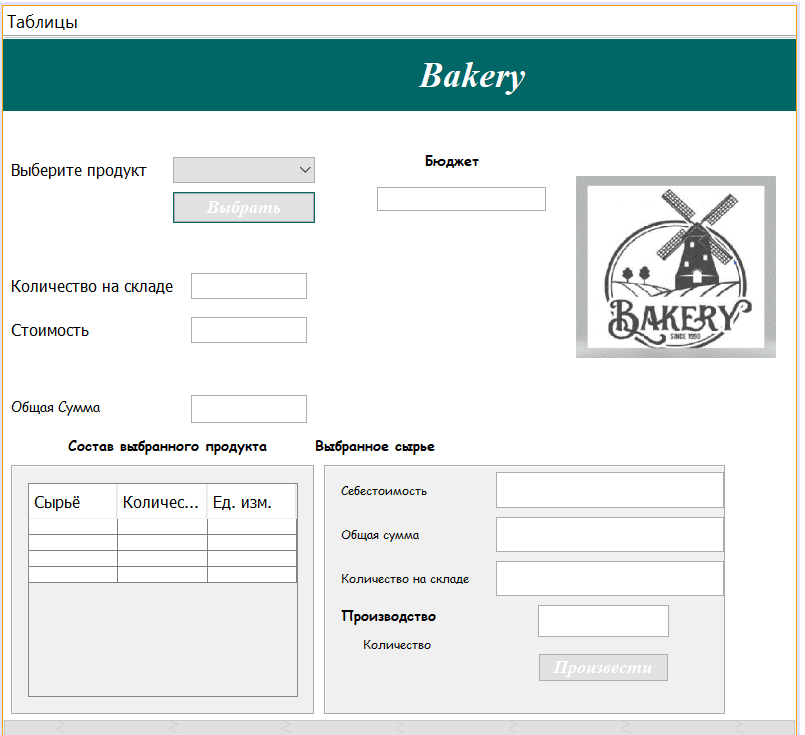 Таблицы
Bakery
Выберите продукт
Бюджет
Выбрать
Количество на складе
Стоимость
BAKERY
SINCE 1990
Общая Сумма
Состав выбранного продукта
Выбранное сырье
Сырьё Количес... Ед. изм.
Себестоимость
Общая сумма
Количество на складе
Производство
Количество
Произвести